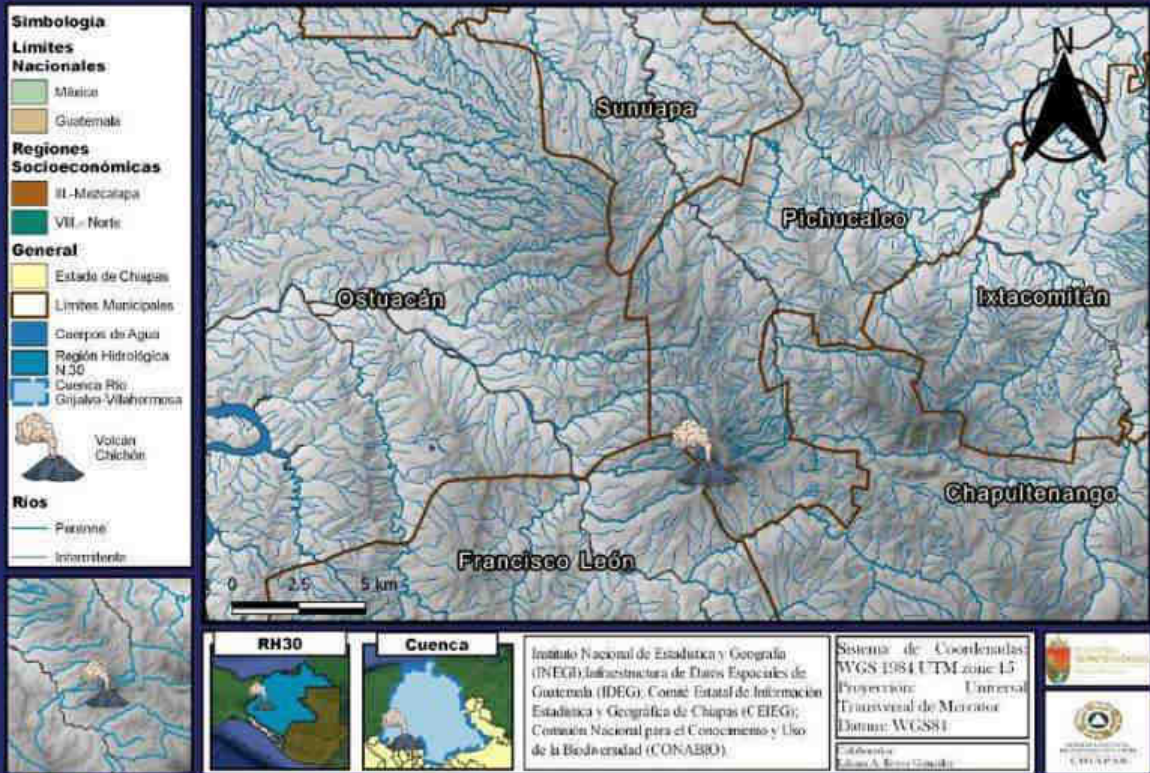 Simbología
Límites
Nacionales
México
Guatemala
Regiones
Socioeconómicas
III.-Mezcalapa
VIII.- Norte
General
Estado de Chiapas
Límites Municipales
Cuerpos de Agua
Región Hidrológica
N.30
Cuenca Río
Grijalva-Villahermosa
Volcán
Chichón
Ríos
Perenne
Intermitente
N
Sunuapa
Pichucalco
Ostuacán
Ixtacomitán
Chapultenango
Francisco León
0 2.5 5 km
RH30
Cuenca
Instituto Nacional de Estadística y Geografía
(INEGI);Infraestructura de Datos Espaciales de
Guatemala (IDEG); Comité Estatal de Información
Estadística y Geográfica de Chiapas (CEIEG);
Comisión Nacional para el Conocimiento y Uso
de la Biodiversidad (CONABIO).
Sistema de Coordenadas:
WGS 1984 UTM zone 15
Proyección: Universal
Transversal de Mercator
Datum: WGS84
CHIAPAS